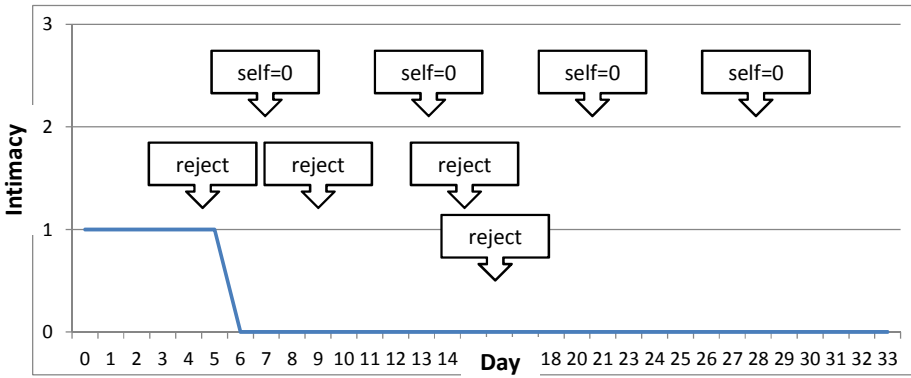 3
self=0 self=0 self=0 self=0
2
reject reject reject
Intimacy
1
reject
0
0 1 2 3 4 5 6 7 8 9 10 11 12 13 14 Day 18 20 21 23 24 25 26 27 28 29 30 31 32 33